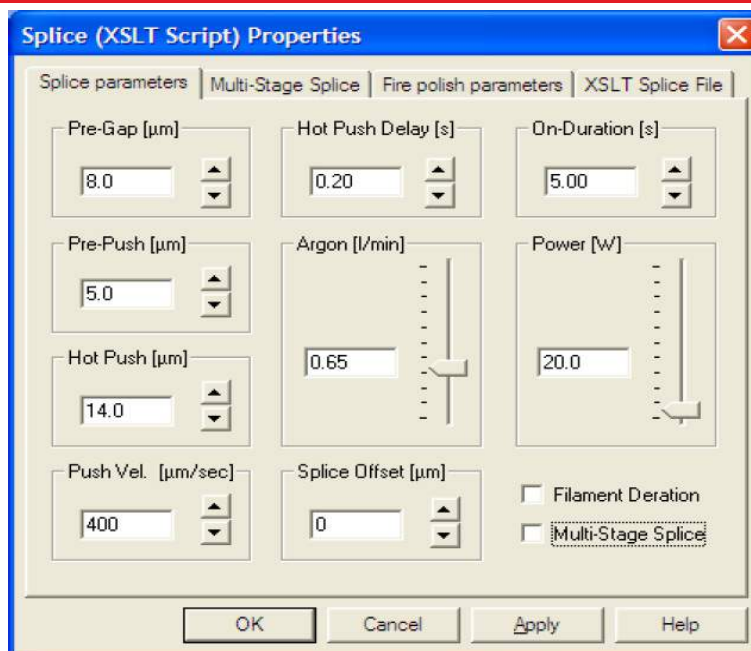 Splice (XSLT Script) Properties
Splice parameters
Multi-Stage Splice
Fire polish parameters
XSLT Splice File
Pre-Gap [µm]
8.0
Hot Push Delay [s]
0.20
On-Duration [s]
5.00
Pre-Push [µm]
5.0
Argon [l/min]
0.65
Power [W]
20.0
Hot Push [µm]
14.0
Push Vel. [µm/sec]
400
Splice Offset [µm]
0
Filament Deration
Multi-Stage Splice
OK
Cancel
Apply
Help